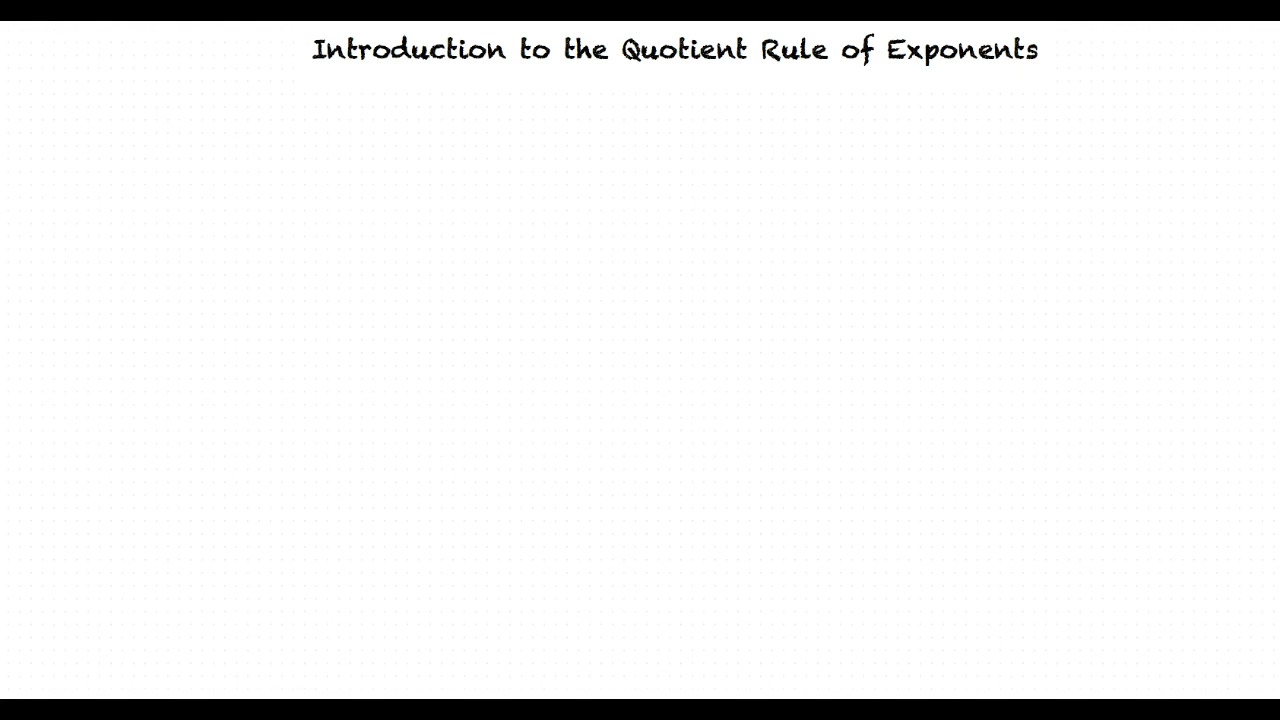 Introduction to the Quotient Rule of Exponents